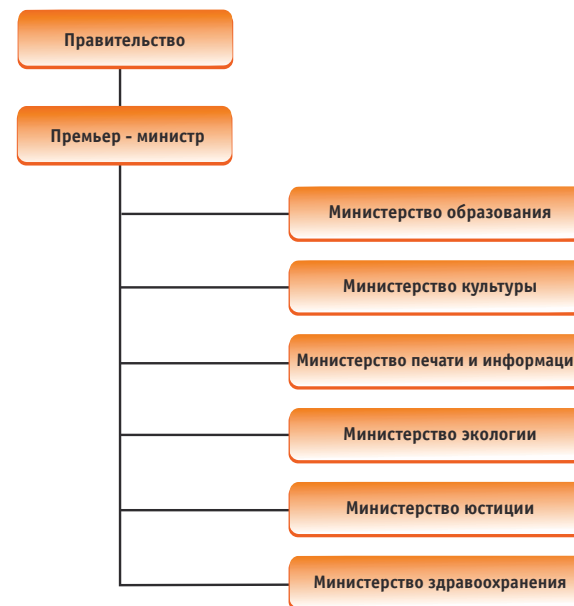 Правительство
Премьер - министр
Министерство образования
Министерство культуры
Министерство печати и информаци
Министерство экологии
Министерство юстиции
Министерство здравоохранения